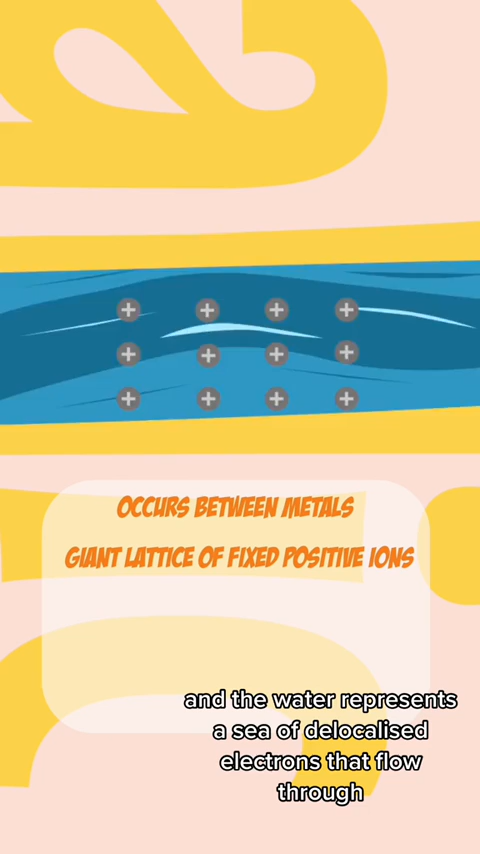 + + + +
+ + + +
+ + + +
OCCURS BETWEEN METALS
GIANT LATTICE OF FIXED POSITIVE IONS
and the water represents
a sea of delocalised
electrons that flow
through